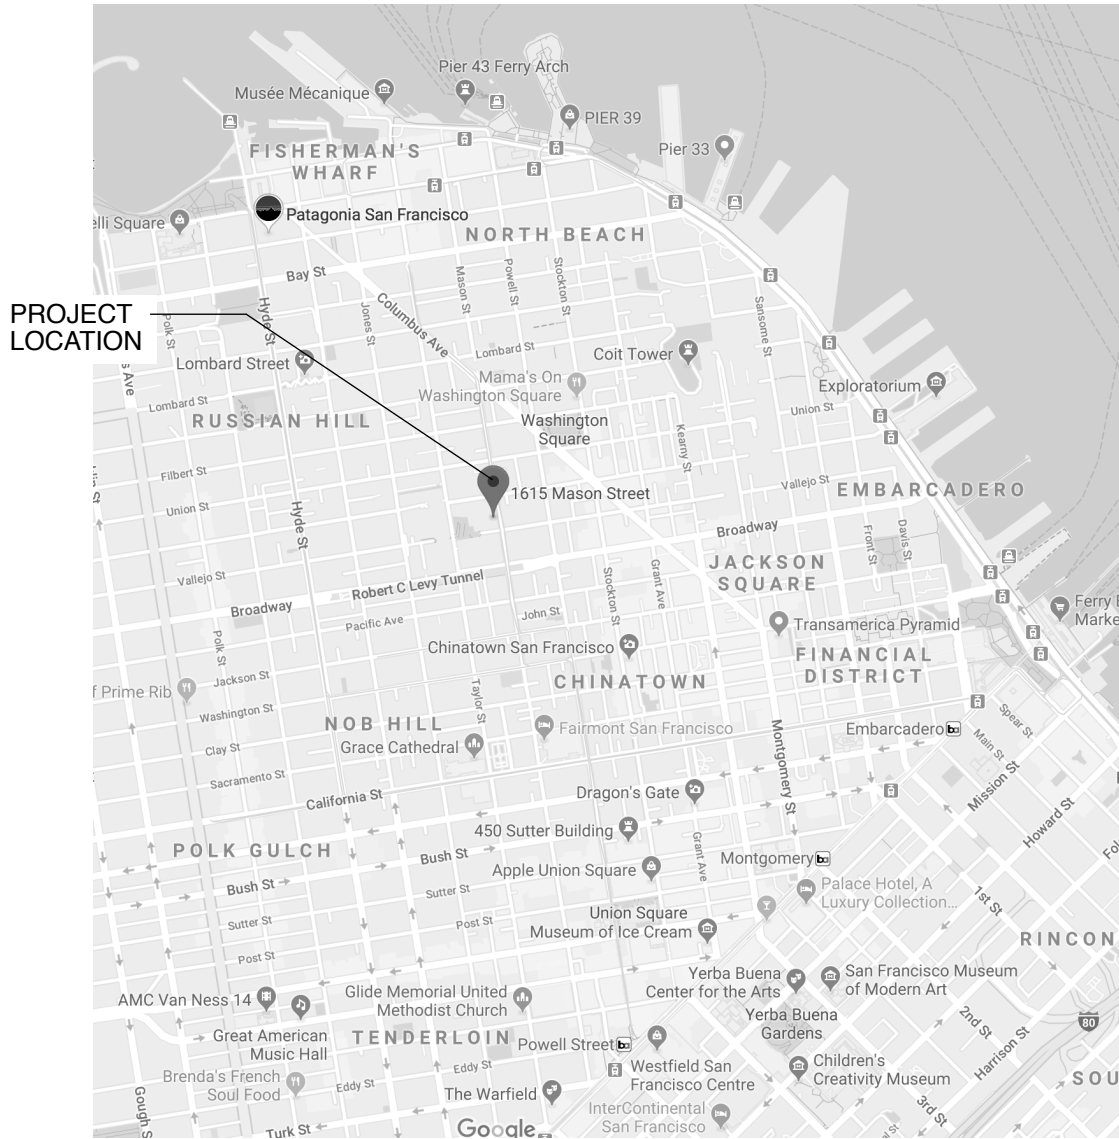 Pier 43 Ferry Arch
Musée Mécanique
PIER 39
Pier 33
FISHERMAN'S
WHARF
Patagonia San Francisco
elli Square
NORTH BEACH
Bay St
Mason St
Powell St
Stockton St
Columbus Ave
Sansome St
PROJECT
LOCATION
Polk St
Hyde St
Jones St
Lombard St
Coit Tower
Lombard Street
s Ave
Mama's On
Washington Square
Exploratorium
Lombard St
Union St
RUSSIAN HILL
Washington
Square
Kearny St
Filbert St
Vallejo St
EMBARCADERO
1615 Mason Street
Union St
Hyde St
Broadway
Front St
Davis St
JACKSON
SQUARE
Vallejo St
Robert C Levy Tunnel
Stockton St
Grant Ave
Broadway
Pacific Ave
John St
Ferry B
Marke
Transamerica Pyramid
Polk St
Chinatown San Francisco
FINANCIAL
DISTRICT
Jackson St
CHINATOWN
f Prime Rib
Taylor St
Washington St
NOB HILL
Fairmont San Francisco
Embarcadero
Spear St
Main St
Clay St
Grace Cathedral
Montgomery St
Sacramento St
Mission St
California St
Dragon's Gate
Howard St
450 Sutter Building
Fol
POLK GULCH
Bush St
Grant Ave
Montgomery
Apple Union Square
Bush St
Sutter St
Palace Hotel, A
Luxury Collection...
1st St
Sutter St
Post St
Union Square
Museum of Ice Cream
RINCON
Post St
Yerba Buena
Center for the Arts
San Francisco Museum
of Modern Art
AMC Van Ness 14
Glide Memorial United
Methodist Church
Yerba Buena
Gardens
2nd St
80
Great American
Music Hall
TENDERLOIN
Powell Street
Harrison St
Westfield San
Francisco Centre
Children's
Creativity Museum
SOU
Brenda's French
Soul Food
Eddy St
Eddy St
The Warfield
3rd St
Gough S
InterContinental
San Francisco
Turk St
Google